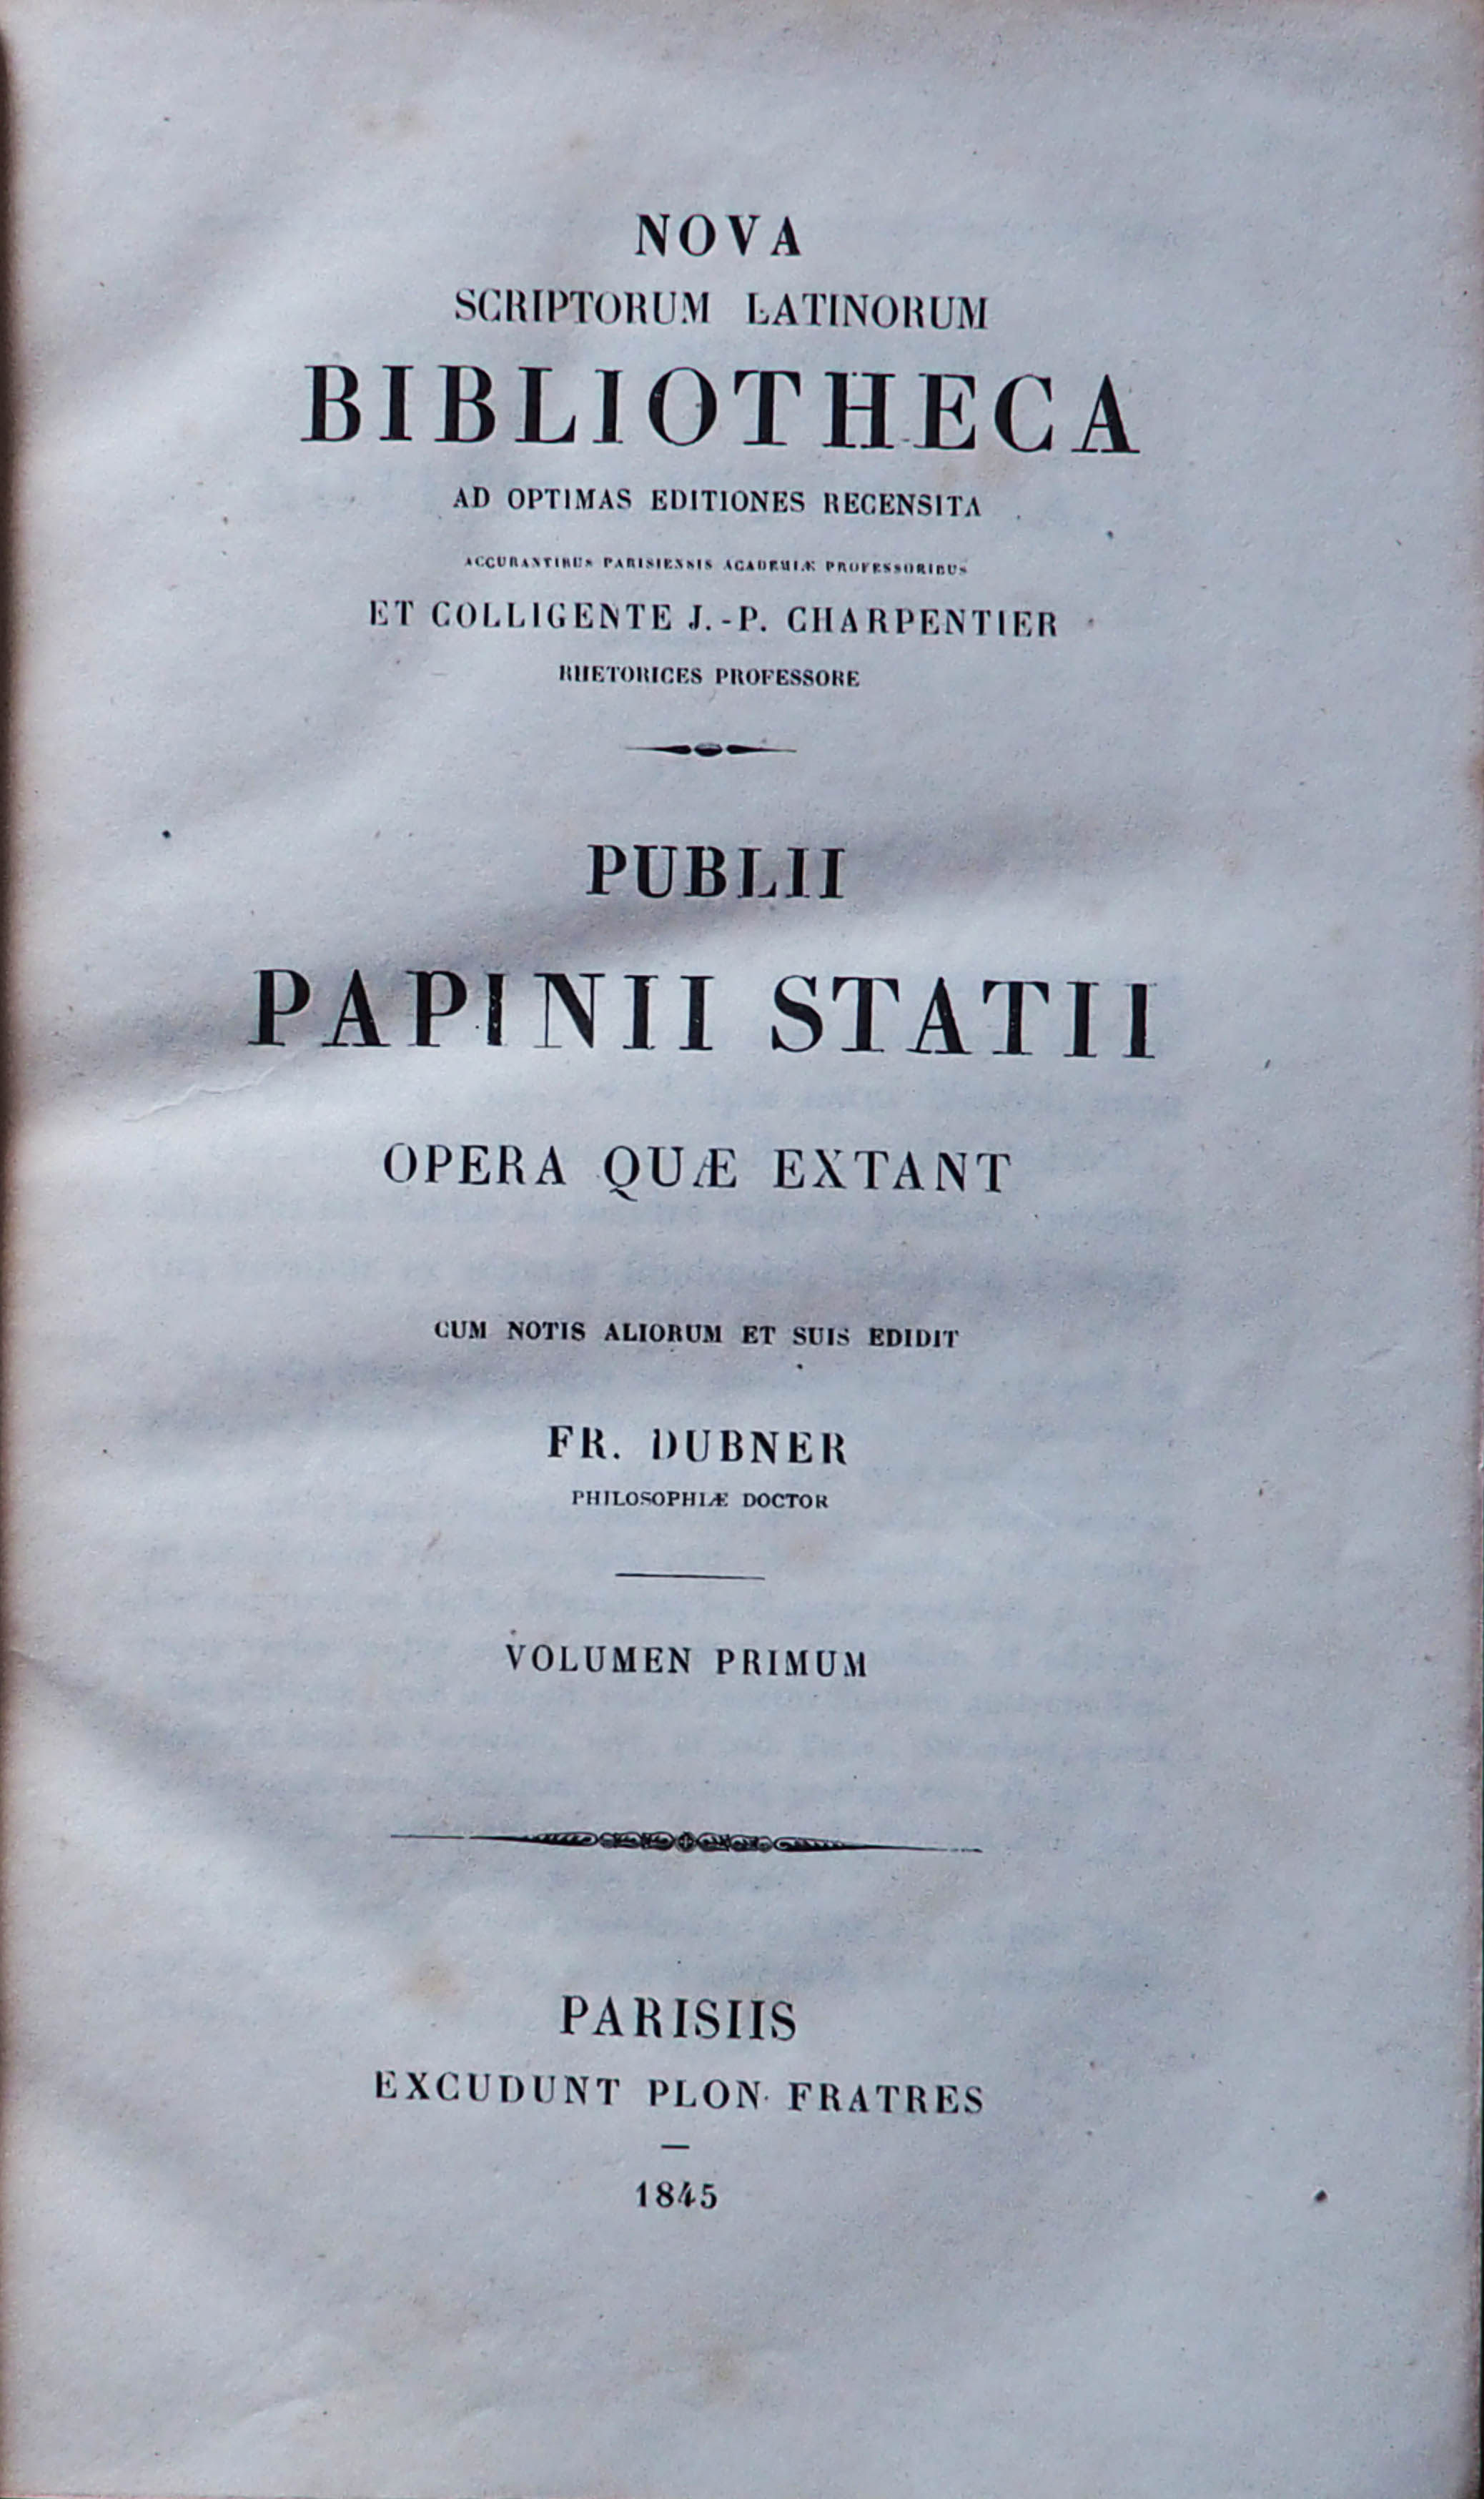 NOVA
SCRIPTORUM LATINORUM
BIBLIOTHECA
AD OPTIMAS EDITIONES RECENSITA
ACCURANTIBUS PARISIENSIS ACADEMIÆ PROFESSORIBUS
ET COLLIGENTE J.-P. CHARPENTIER
RHETORICES PROFESSORE
PUBLII
PAPINII STATII
OPERA QUÆ EXTANT
CUM NOTIS ALIORUM ET SUIS EDIDIT
FR. DUBNER
PHILOSOPHIÆ DOCTOR
VOLUMEN PRIMUM
PARISIIS
EXCUDUNT PLON FRATRES
1845